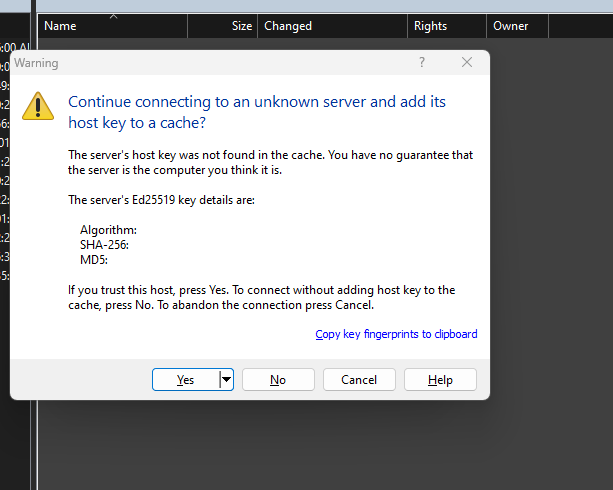 Name Size Changed Rights Owner
Warning ?
Continue connecting to an unknown server and add its
host key to a cache?
The server's host key was not found in the cache. You have no guarantee that
the server is the computer you think it is.
The server's Ed25519 key details are:
Algorithm:
SHA-256:
MD5:
If you trust this host, press Yes. To connect without adding host key to the
cache, press No. To abandon the connection press Cancel.
Copy key fingerprints to clipboard
Yes No Cancel Help